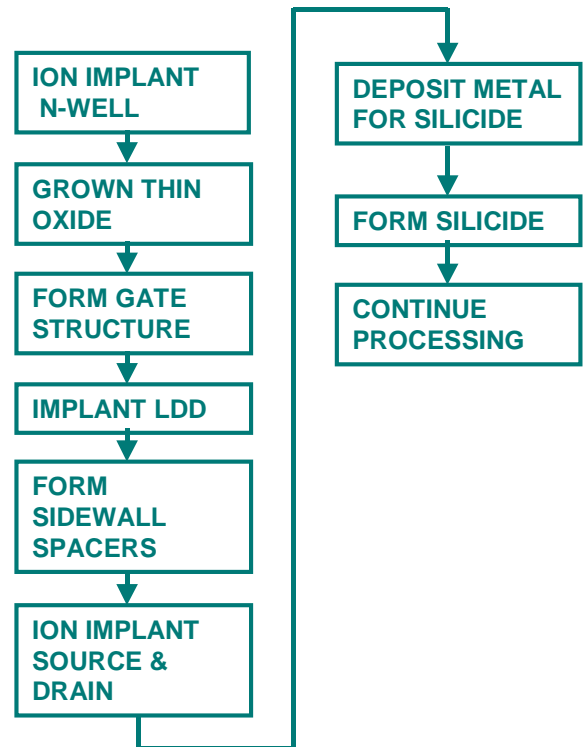 ION IMPLANT
N-WELL
GROWN THIN
OXIDE
FORM GATE
STRUCTURE
IMPLANT LDD
FORM
SIDEWALL
SPACERS
ION IMPLANT
SOURCE &
DRAIN
DEPOSIT METAL
FOR SILICIDE
FORM SILICIDE
CONTINUE
PROCESSING